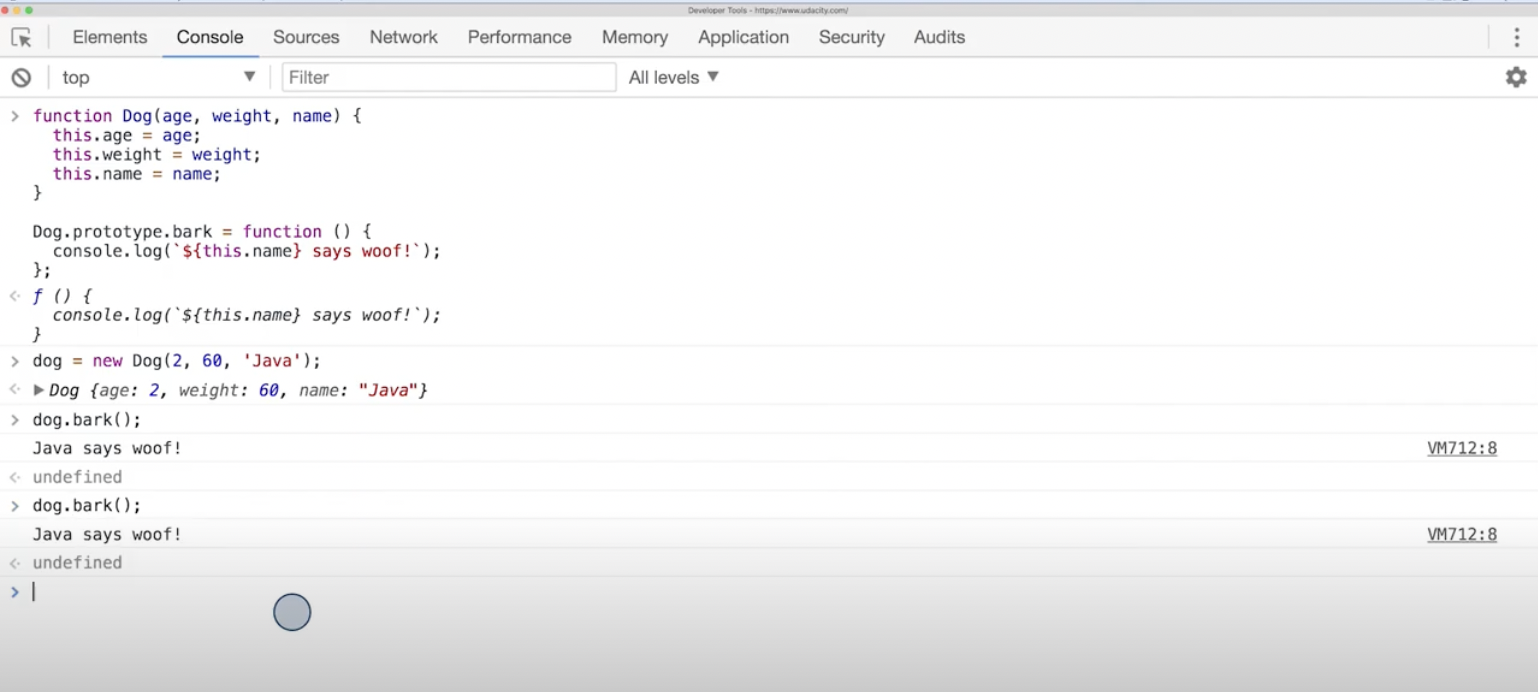 Developer Tools - https://www.udacity.com/
Elements Console Sources Network Performance Memory Application Security Audits
top Filter All levels
function Dog(age, weight, name) {
  this.age = age;
  this.weight = weight;
  this.name = name;
}
Dog.prototype.bark = function () {
  console.log(`${this.name} says woof!`);
};
ƒ () {
  console.log(`${this.name} says woof!`);
}
dog = new Dog(2, 60, 'Java');
Dog {age: 2, weight: 60, name: "Java"}
dog.bark();
Java says woof! VM712:8
undefined
dog.bark();
Java says woof! VM712:8
undefined